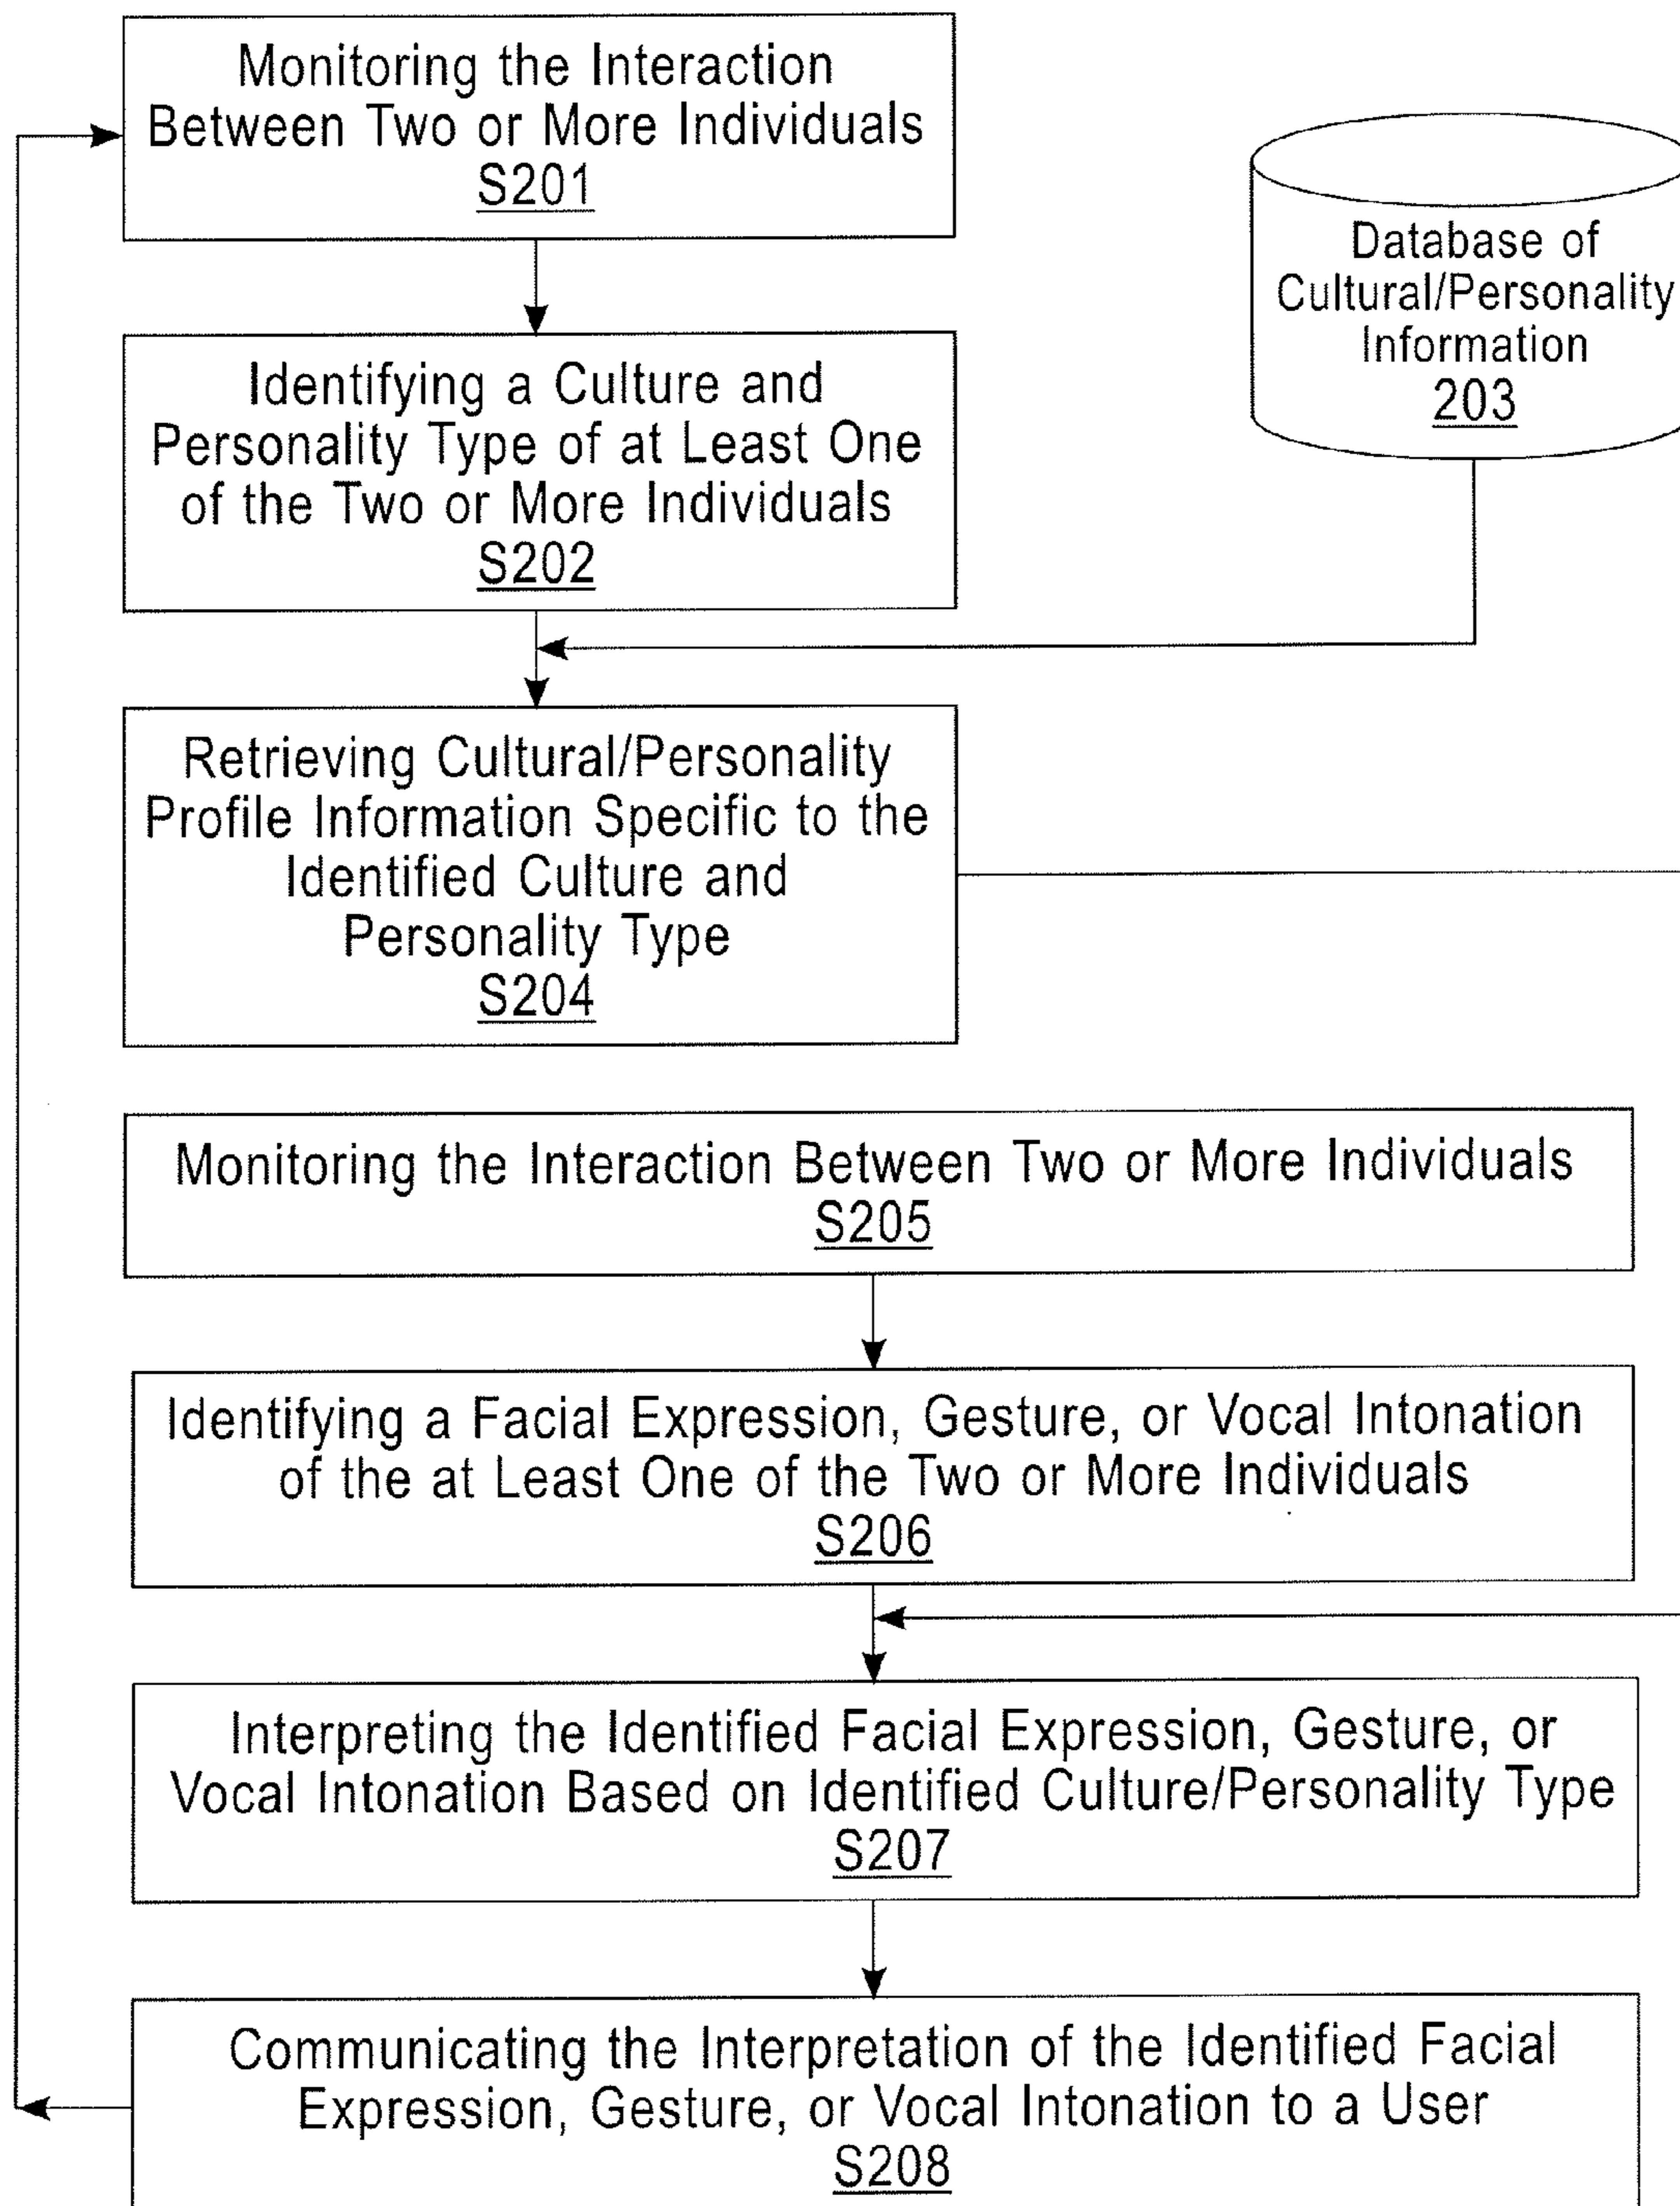 Monitoring the Interaction
Between Two or More Individuals
S201
Identifying a Culture and
Personality Type of at Least One
of the Two or More Individuals
S202
Database of
Cultural/Personality
Information
203
Retrieving Cultural/Personality
Profile Information Specific to the
Identified Culture and
Personality Type
S204
Monitoring the Interaction Between Two or More Individuals
S205
Identifying a Facial Expression, Gesture, or Vocal Intonation
of the at Least One of the Two or More Individuals
S206
Interpreting the Identified Facial Expression, Gesture, or
Vocal Intonation Based on Identified Culture/Personality Type
S207
Communicating the Interpretation of the Identified Facial
Expression, Gesture, or Vocal Intonation to a User
S208